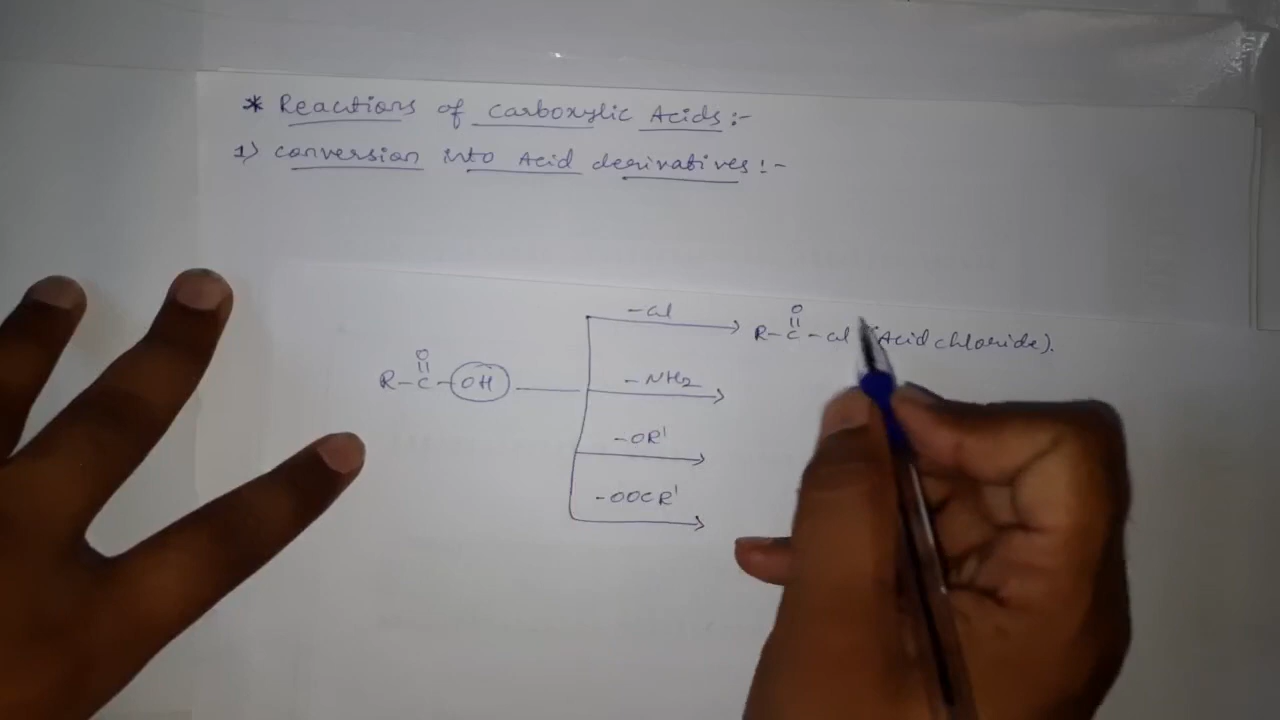 * Reactions of Carboxylic Acids:-
1) Conversion into Acid derivatives:-
-Cl
O
R-C-Cl (Acid chloride).
O
R-C-OH
-NH2
-OR'
-OOCR'